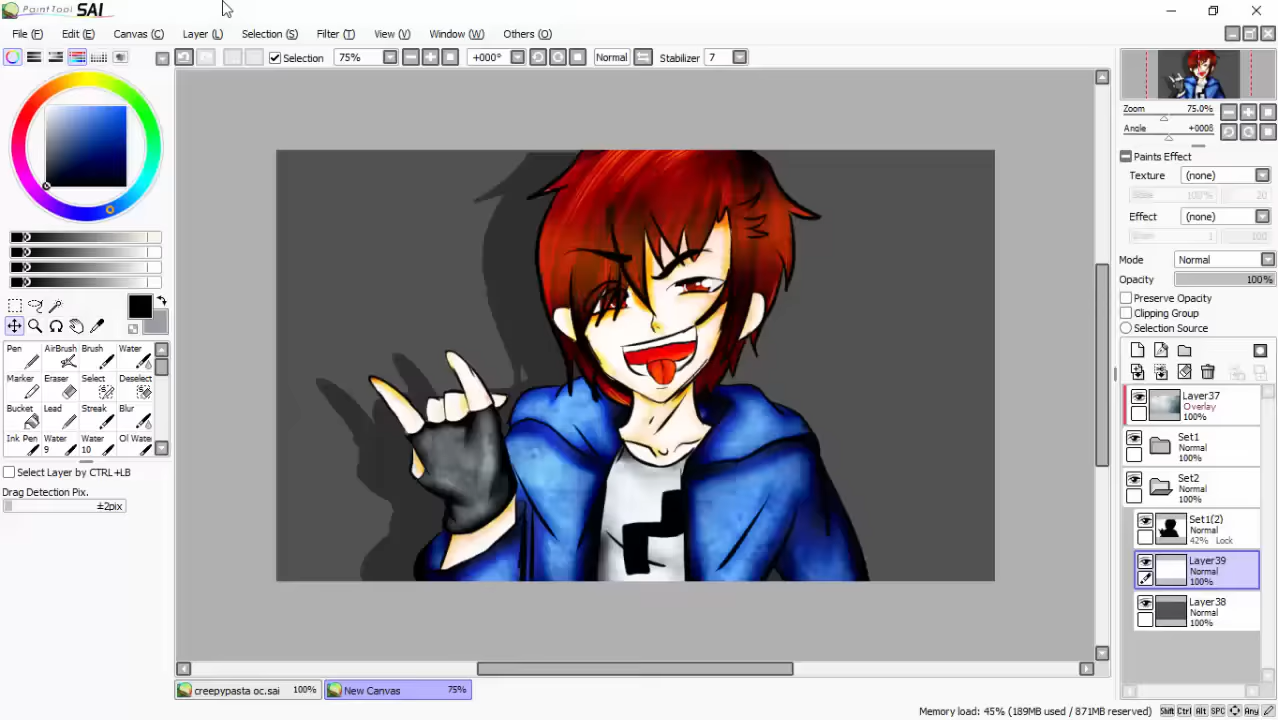 PaintTool SAI
File (F) Edit (E) Canvas (C) Layer (L) Selection (S) Filter (T) View (V) Window (W) Others (O)
Selection 75% +000° Normal Stabilizer 7
Zoom 75.0%
Angle +000
Paints Effect
Texture (none)
100% 20
Effect (none)
1 100
Mode Normal
Opacity 100%
Preserve Opacity
Clipping Group
Selection Source
Pen AirBrush Brush Water
Marker Eraser Select Deselect
Bucket Lead Streak Blur
Ink Pen Water 9 Water 10 Ol Wate
Select Layer by CTRL+LB
Drag Detection Pix.
±2pix
Layer37
Overlay
100%
Set1
Normal
100%
Set2
Normal
100%
Set1(2)
Normal
42% Lock
Layer39
Normal
100%
Layer38
Normal
100%
creepypasta oc.sai 100% New Canvas 75%
Memory load: 45% (189MB used / 871MB reserved) Shift Ctrl Alt SPC Any